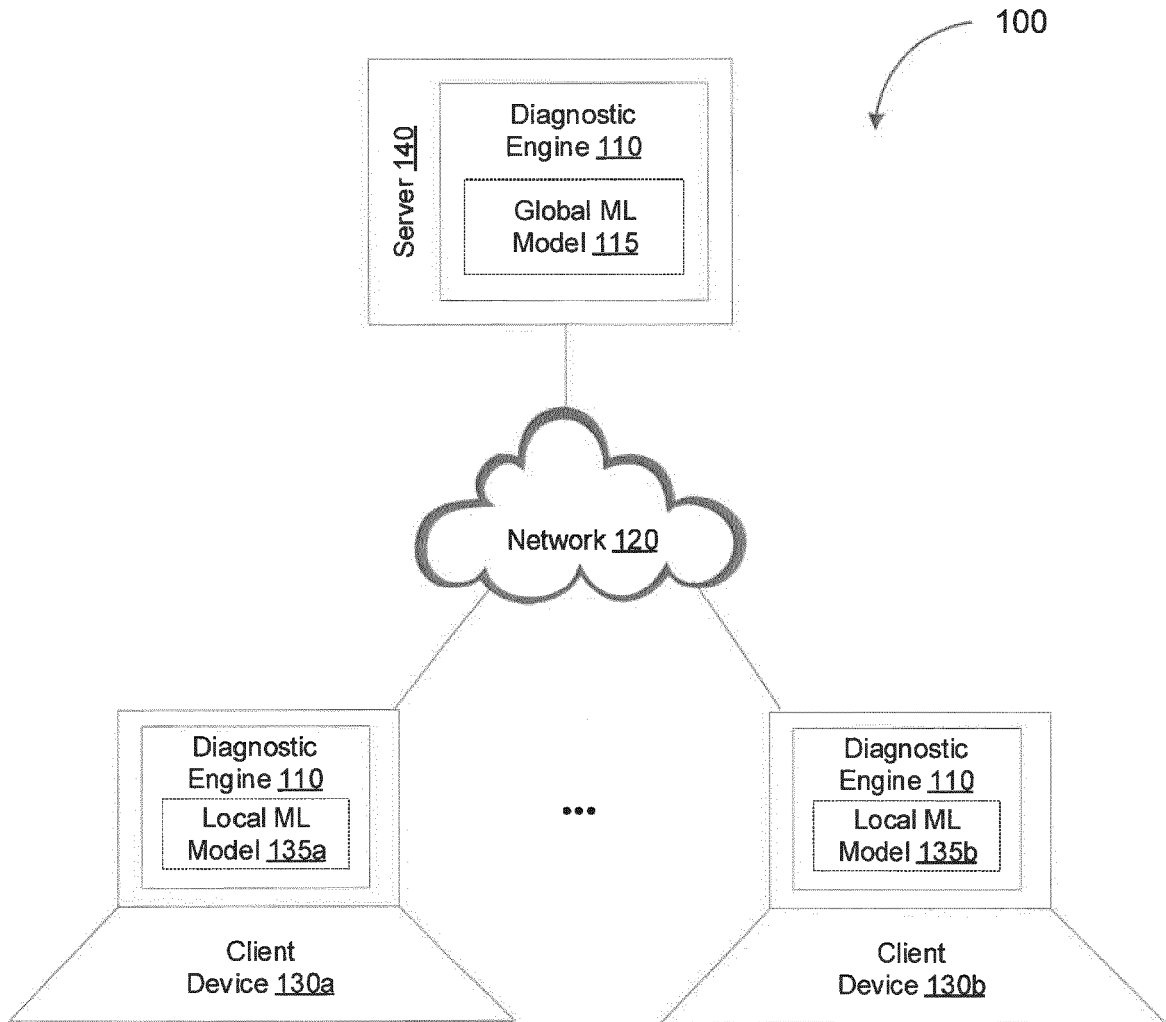 100
Server 140
Diagnostic
Engine 110
Global ML
Model 115
Network 120
Diagnostic
Engine 110
Local ML
Model 135a
Client
Device 130a
...
Diagnostic
Engine 110
Local ML
Model 135b
Client
Device 130b